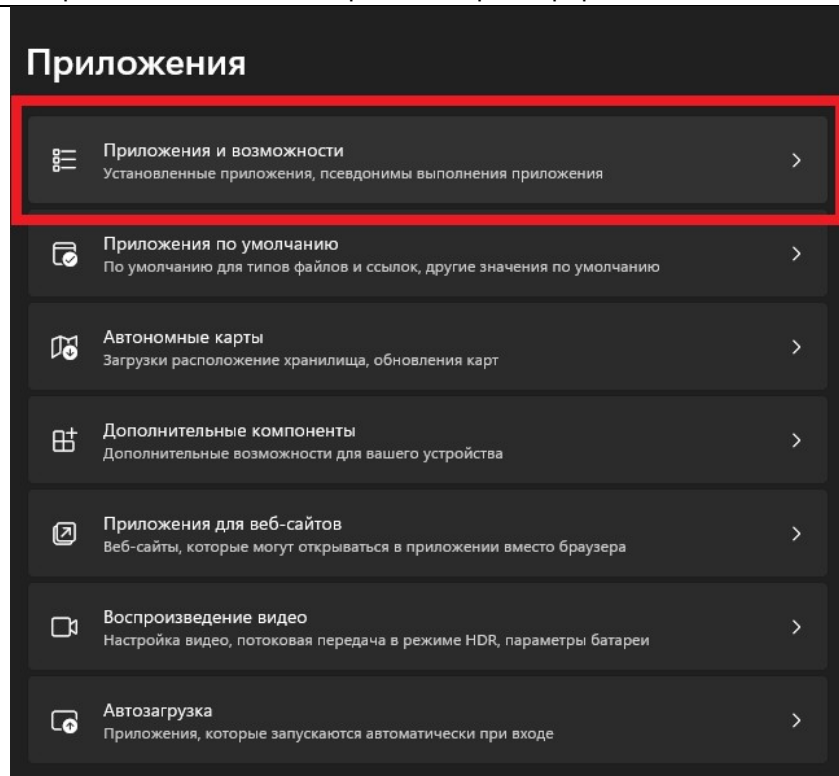 Приложения
Приложения и возможности
Установленные приложения, псевдонимы выполнения приложения
Приложения по умолчанию
По умолчанию для типов файлов и ссылок, другие значения по умолчанию
Автономные карты
Загрузки расположение хранилища, обновления карт
Дополнительные компоненты
Дополнительные возможности для вашего устройства
Приложения для веб-сайтов
Веб-сайты, которые могут открываться в приложении вместо браузера
Воспроизведение видео
Настройка видео, потоковая передача в режиме HDR, параметры батареи
Автозагрузка
Приложения, которые запускаются автоматически при входе